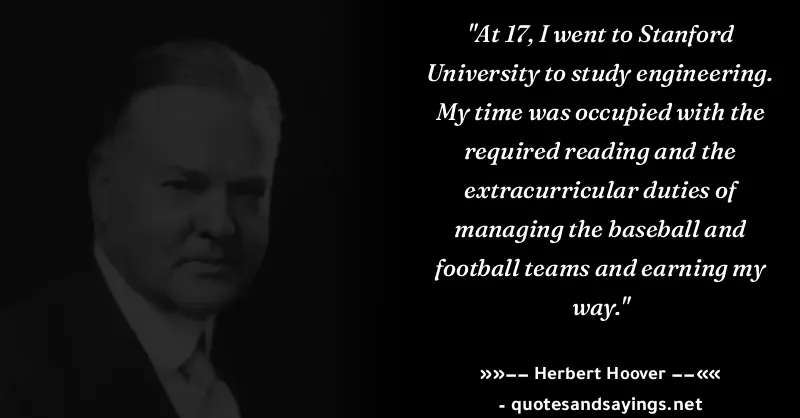 "At 17, I went to Stanford
University to study engineering.
My time was occupied with the
required reading and the
extracurricular duties of
managing the baseball and
football teams and earning my
way."
»»−− Herbert Hoover −−««
- quotesandsayings.net